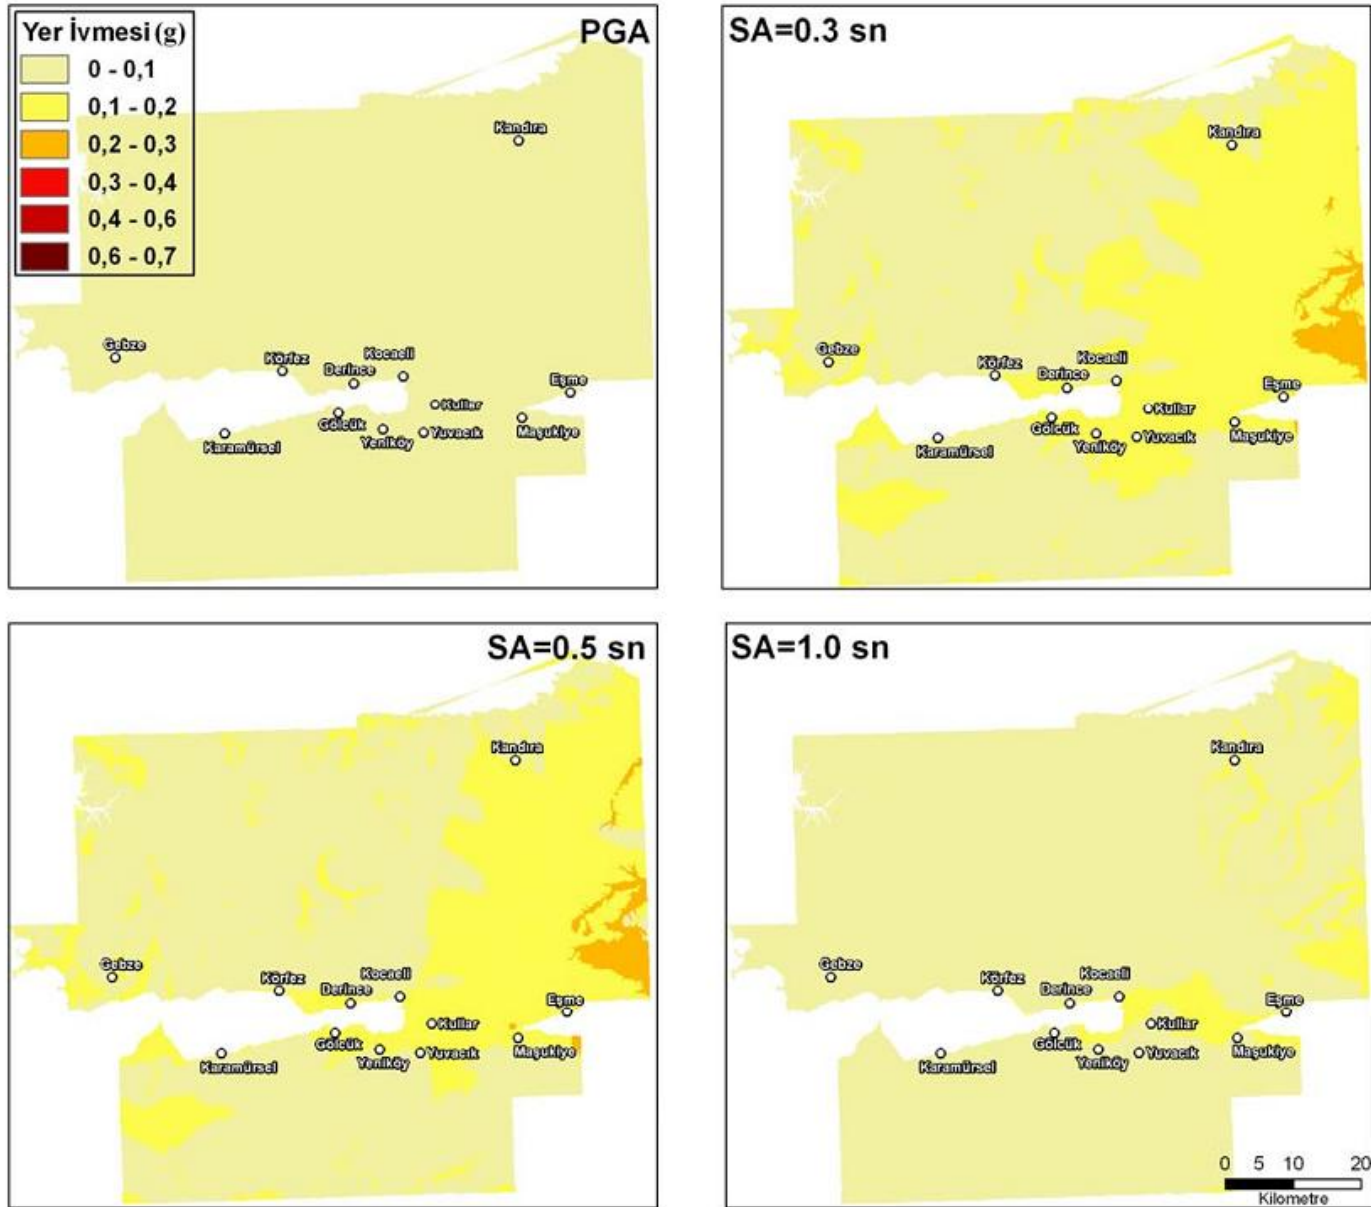 Yer İvmesi (g)
0 - 0,1
0,1 - 0,2
0,2 - 0,3
0,3 - 0,4
0,4 - 0,6
0,6 - 0,7
PGA
Kandıra
Gebze
Körfez
Derince
Kocaeli
Eşme
Kullar
Gölcük
Yeniköy
Yuvacık
Maşukiye
Karamürsel
SA=0.3 sn
Kandıra
Gebze
Körfez
Derince
Kocaeli
Eşme
Kullar
Gölcük
Yeniköy
Yuvacık
Maşukiye
Karamürsel
SA=0.5 sn
Kandıra
Gebze
Körfez
Derince
Kocaeli
Eşme
Kullar
Gölcük
Yeniköy
Yuvacık
Maşukiye
Karamürsel
SA=1.0 sn
Kandıra
Gebze
Körfez
Derince
Kocaeli
Eşme
Kullar
Gölcük
Yeniköy
Yuvacık
Maşukiye
Karamürsel
0 5 10 20
Kilometre